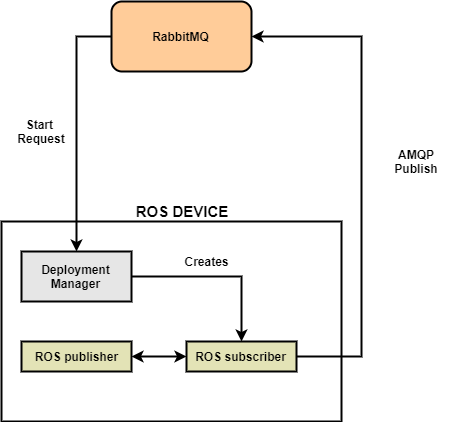 RabbitMQ
Start
Request
AMQP
Publish
ROS DEVICE
Deployment
Manager
Creates
ROS publisher
ROS subscriber